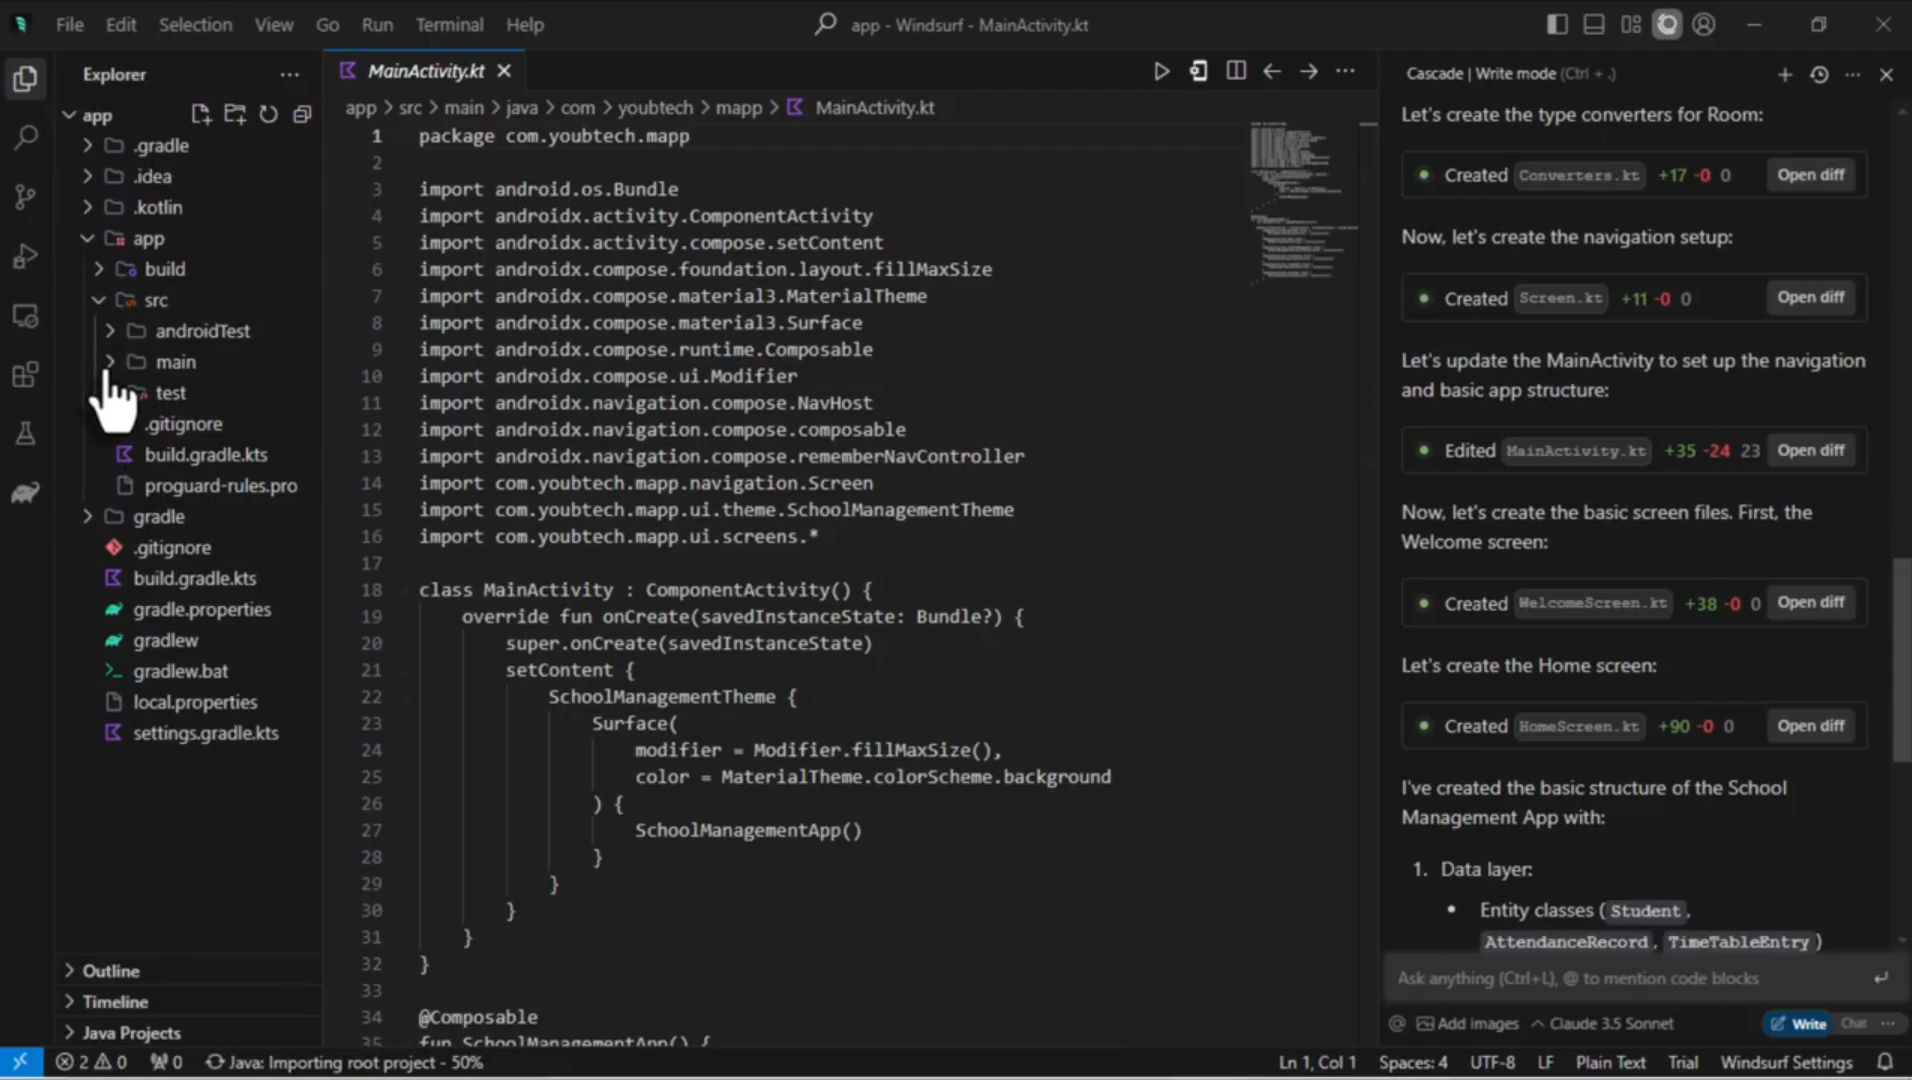 File Edit Selection View Go Run Terminal Help
app - Windsurf - MainActivity.kt
Explorer
app
.gradle
.idea
.kotlin
app
build
src
androidTest
main
test
.gitignore
build.gradle.kts
proguard-rules.pro
gradle
.gitignore
build.gradle.kts
gradle.properties
gradlew
gradlew.bat
local.properties
settings.gradle.kts
Outline
Timeline
Java Projects
MainActivity.kt
app > src > main > java > com > youbtech > mapp > MainActivity.kt
1 package com.youbtech.mapp
2
3 import android.os.Bundle
4 import androidx.activity.ComponentActivity
5 import androidx.activity.compose.setContent
6 import androidx.compose.foundation.layout.fillMaxSize
7 import androidx.compose.material3.MaterialTheme
8 import androidx.compose.material3.Surface
9 import androidx.compose.runtime.Composable
10 import androidx.compose.ui.Modifier
11 import androidx.navigation.compose.NavHost
12 import androidx.navigation.compose.composable
13 import androidx.navigation.compose.rememberNavController
14 import com.youbtech.mapp.navigation.Screen
15 import com.youbtech.mapp.ui.theme.SchoolManagementTheme
16 import com.youbtech.mapp.ui.screens.*
17
18 class MainActivity : ComponentActivity() {
19 override fun onCreate(savedInstanceState: Bundle?) {
20 super.onCreate(savedInstanceState)
21 setContent {
22 SchoolManagementTheme {
23 Surface(
24 modifier = Modifier.fillMaxSize(),
25 color = MaterialTheme.colorScheme.background
26 ) {
27 SchoolManagementApp()
28 }
29 }
30 }
31 }
32 }
33
34 @Composable
35 fun SchoolManagementApp() {
Cascade | Write mode (Ctrl + .)
Let's create the type converters for Room:
Created Converters.kt +17 -0 0 Open diff
Now, let's create the navigation setup:
Created Screen.kt +11 -0 0 Open diff
Let's update the MainActivity to set up the navigation
and basic app structure:
Edited MainActivity.kt +35 -24 23 Open diff
Now, let's create the basic screen files. First, the
Welcome screen:
Created WelcomeScreen.kt +38 -0 0 Open diff
Let's create the Home screen:
Created HomeScreen.kt +90 -0 0 Open diff
I've created the basic structure of the School
Management App with:
1. Data layer:
• Entity classes ( Student ,
AttendanceRecord , TimeTableEntry )
Ask anything (Ctrl+L), @ to mention code blocks
Add images Claude 3.5 Sonnet Write Chat
2 0 0 Java: Importing root project - 50%
Ln 1, Col 1 Spaces: 4 UTF-8 LF Plain Text Trial Windsurf Settings